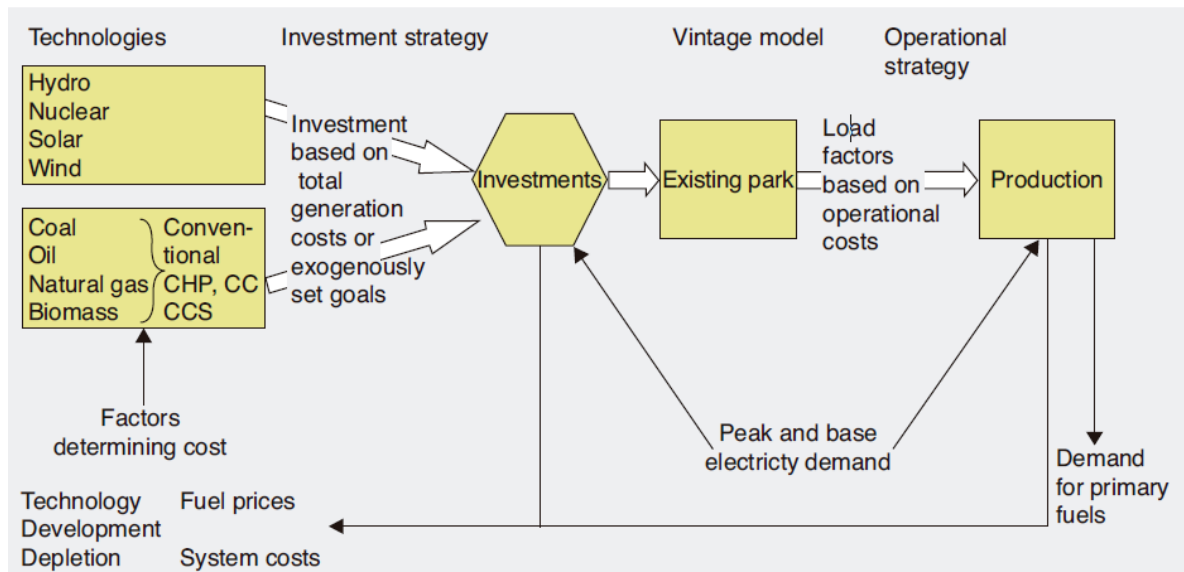 Technologies
Investment strategy
Vintage model
Operational
strategy
Hydro
Nuclear
Solar
Wind
Coal
Oil
Natural gas
Biomass
Conven-
tional
CHP, CC
CCS
Investment
based on
total
generation
costs or
exogenously
set goals
Investments
Existing park
Load
factors
based on
operational
costs
Production
Factors
determining cost
Peak and base
electricty demand
Demand
for primary
fuels
Technology
Development
Depletion
Fuel prices
System costs